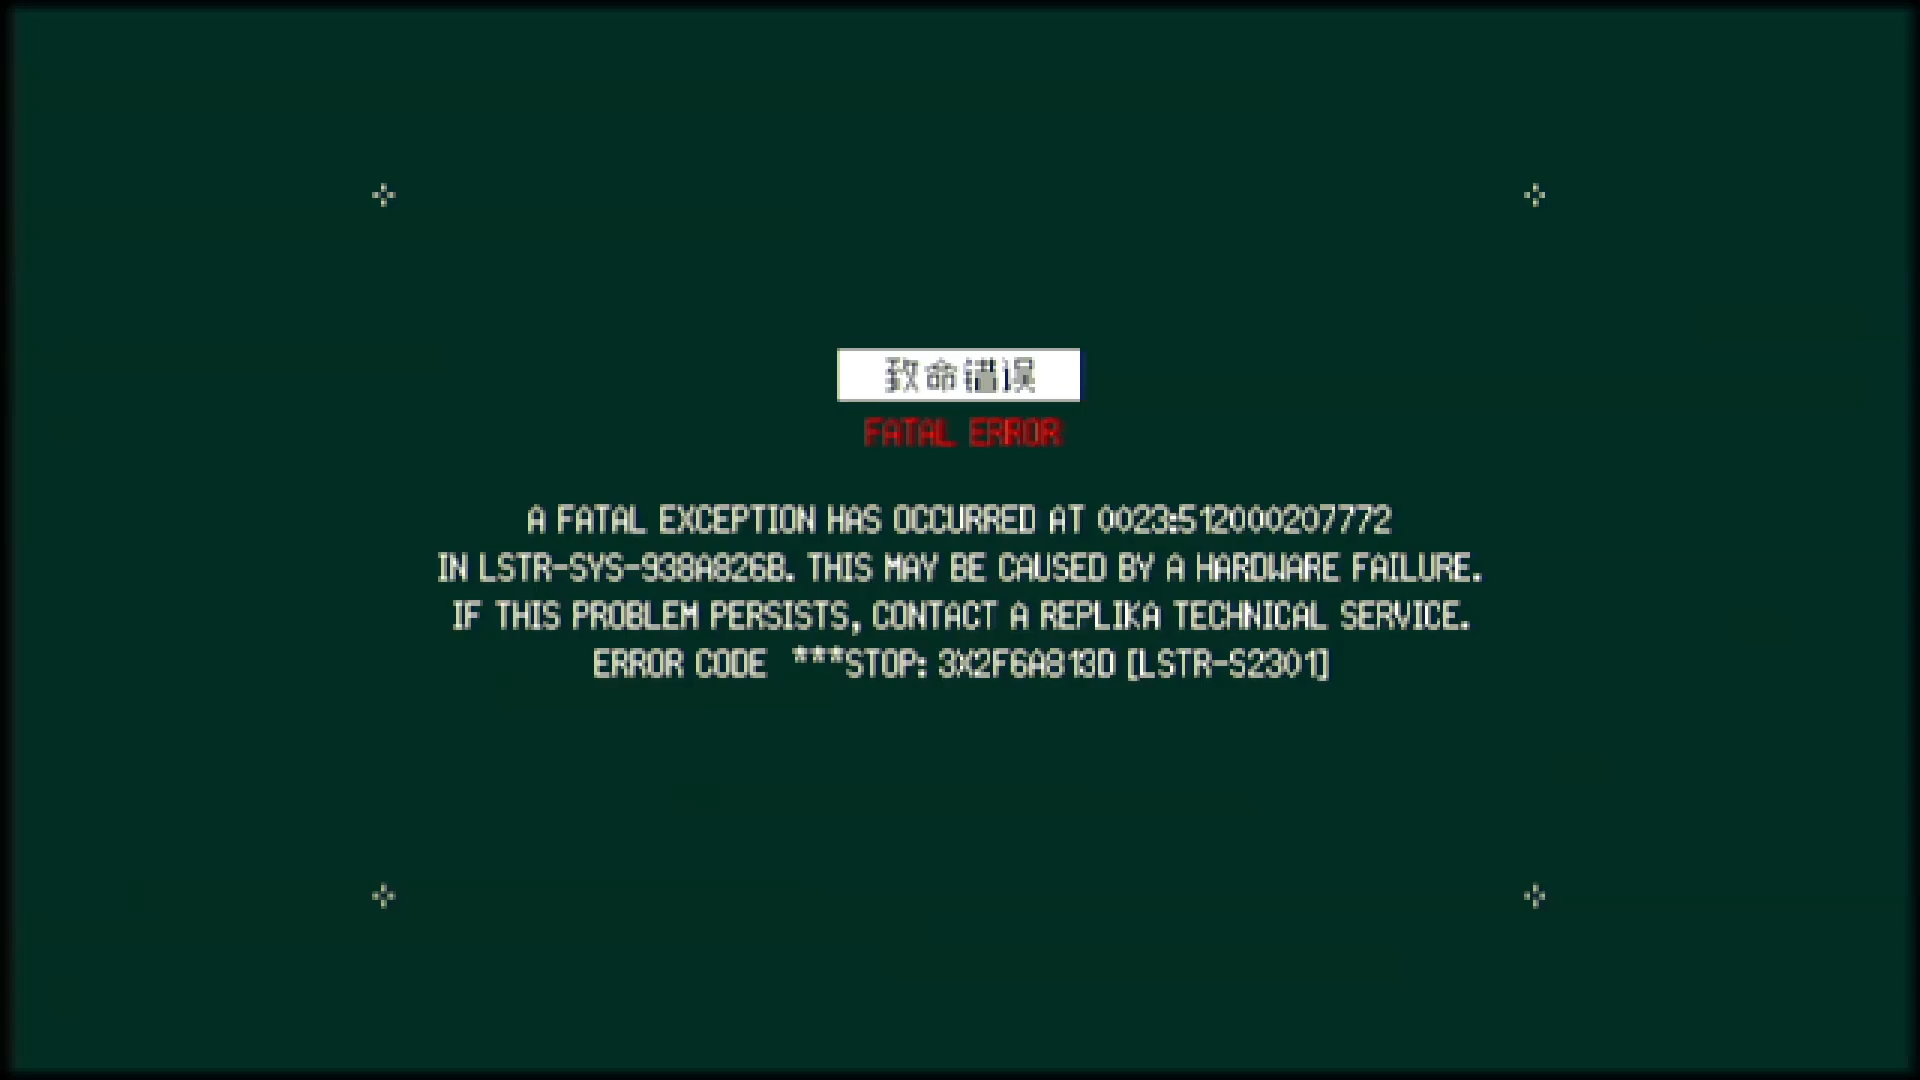 致命错误
FATAL ERROR
A FATAL EXCEPTION HAS OCCURRED AT 0023:512000207772
IN LSTR-SYS-938A826B. THIS MAY BE CAUSED BY A HARDWARE FAILURE.
IF THIS PROBLEM PERSISTS, CONTACT A REPLIKA TECHNICAL SERVICE.
ERROR CODE ***STOP: 3X2F6A813D [LSTR-S2301]